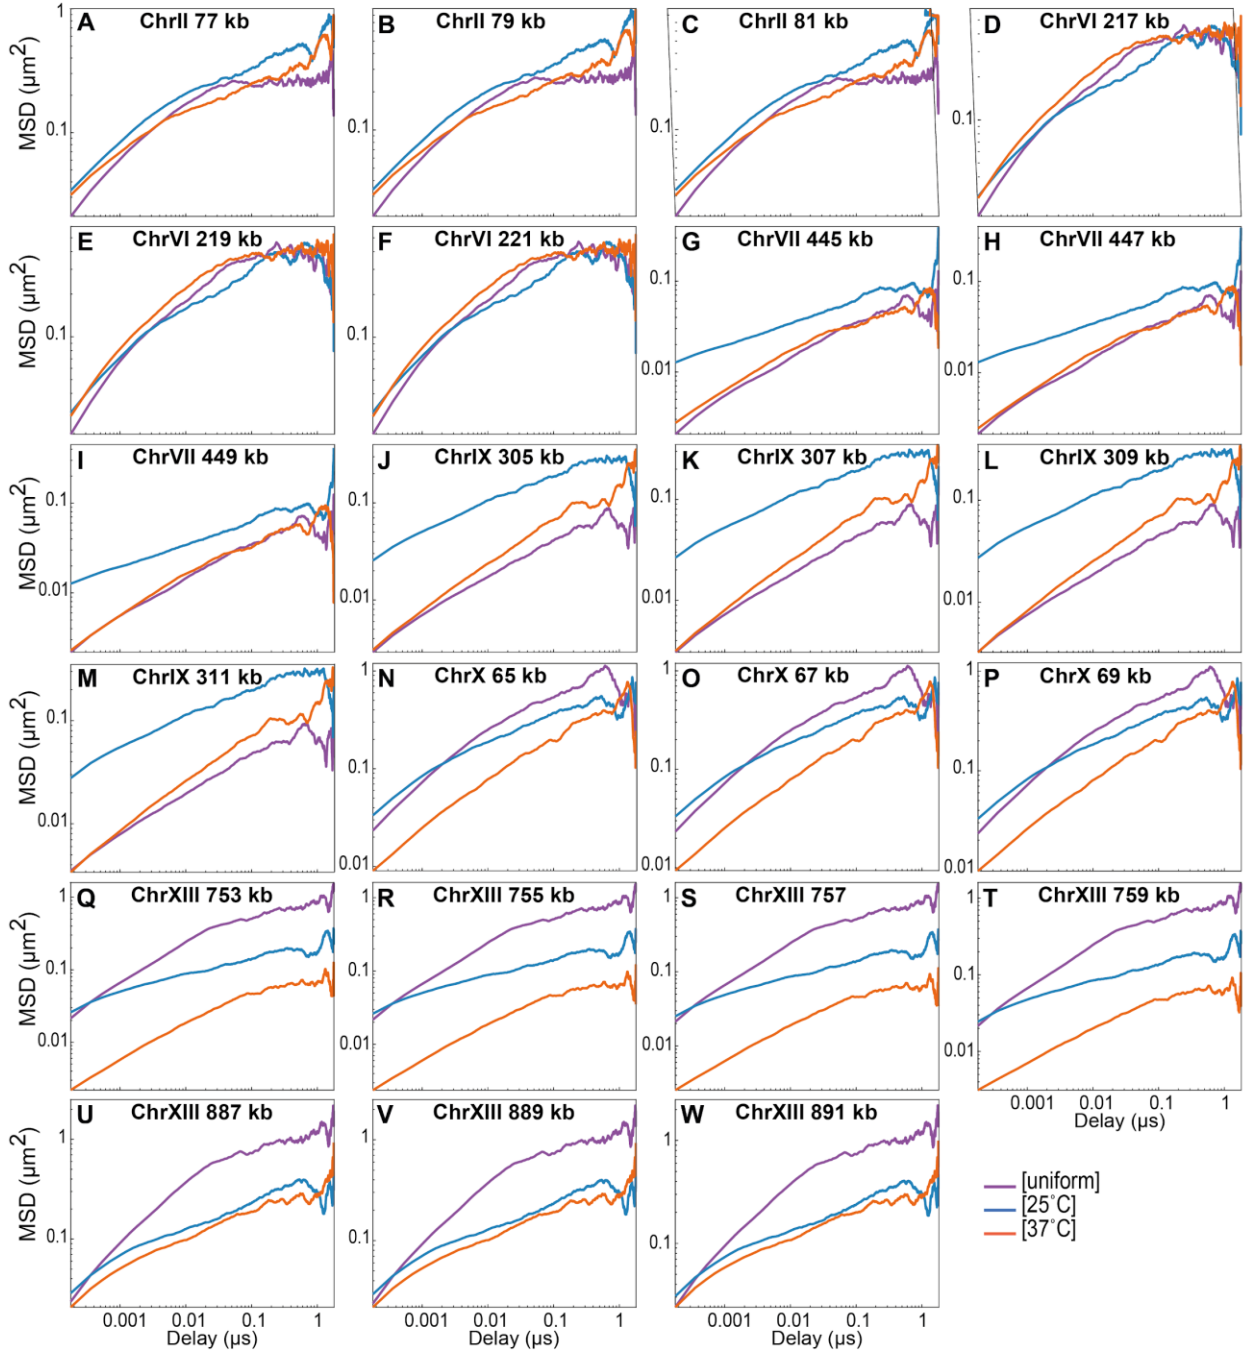 A ChrII 77 kb
B ChrII 79 kb
C ChrII 81 kb
D ChrVI 217 kb
MSD (µm²)
1
0.1
0.1
0.1
0.1
E ChrVI 219 kb
F ChrVI 221 kb
G ChrVII 445 kb
H ChrVII 447 kb
MSD (µm²)
0.1
0.1
0.1
0.01
0.1
0.01
I ChrVII 449 kb
J ChrIX 305 kb
K ChrIX 307 kb
L ChrIX 309 kb
MSD (µm²)
0.1
0.01
0.1
0.01
0.1
0.01
0.1
0.01
M ChrIX 311 kb
N ChrX 65 kb
O ChrX 67 kb
P ChrX 69 kb
MSD (µm²)
0.1
0.01
1
0.1
0.01
1
0.1
0.01
1
0.1
0.01
Q ChrXIII 753 kb
R ChrXIII 755 kb
S ChrXIII 757
T ChrXIII 759 kb
MSD (µm²)
1
0.1
0.01
1
0.1
0.01
1
0.1
0.01
1
0.1
0.01
0.001 0.01 0.1 1
Delay (µs)
U ChrXIII 887 kb
V ChrXIII 889 kb
W ChrXIII 891 kb
MSD (µm²)
1
0.1
1
0.1
1
0.1
0.001 0.01 0.1 1
Delay (µs)
0.001 0.01 0.1 1
Delay (µs)
0.001 0.01 0.1 1
Delay (µs)
[uniform]
[25°C]
[37°C]